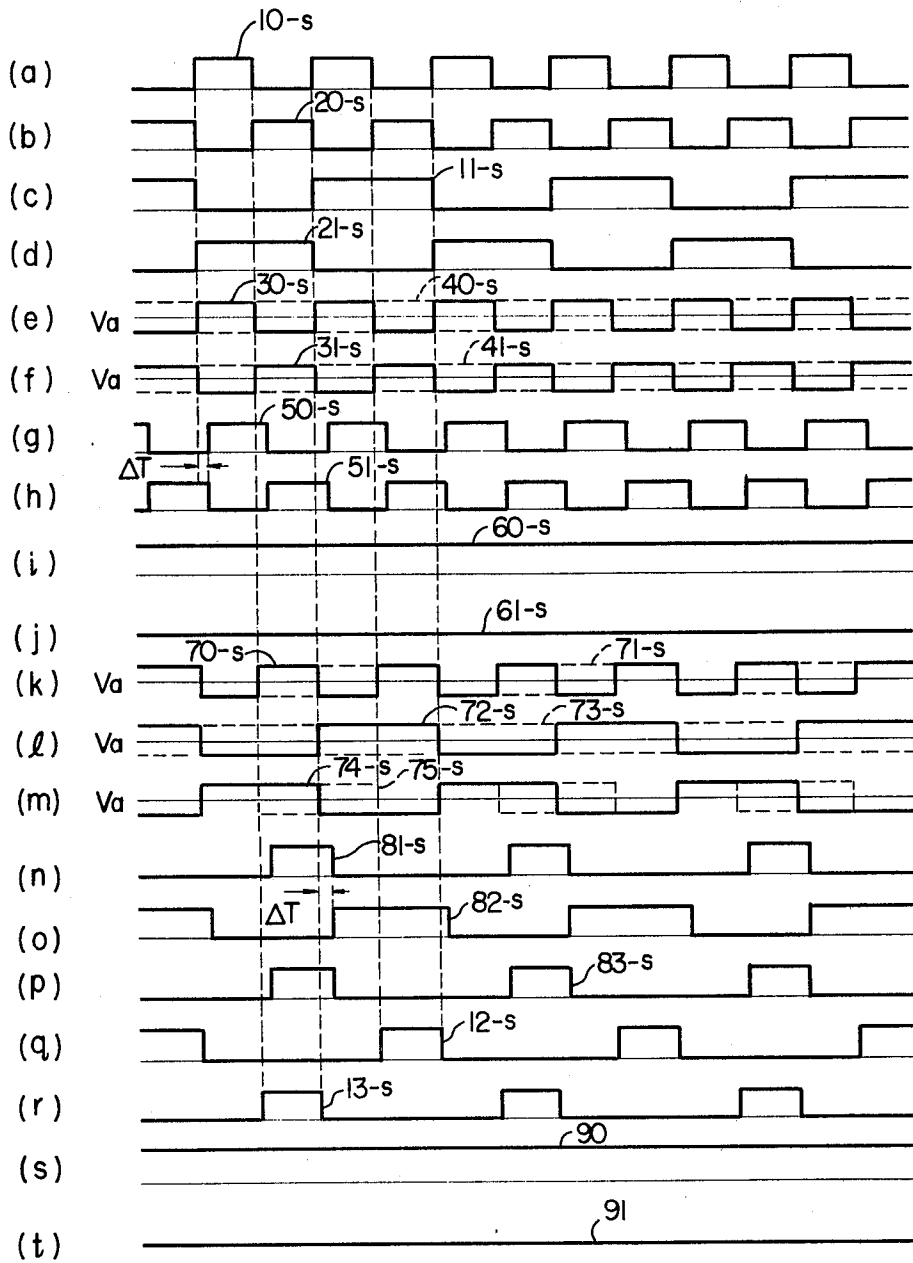 10-s
(a)
20-s
(b)
11-s
(c)
21-s
(d)
30-s 40-s
(e) Va
31-s 41-s
(f) Va
50-s
(g)
ΔT 51-s
(h)
60-s
(i)
61-s
(j)
70-s 71-s
(k) Va
72-s 73-s
(l) Va
74-s 75-s
(m) Va
81-s
(n)
ΔT 82-s
(o)
83-s
(p)
12-s
(q)
13-s
(r)
90
(s)
91
(t)